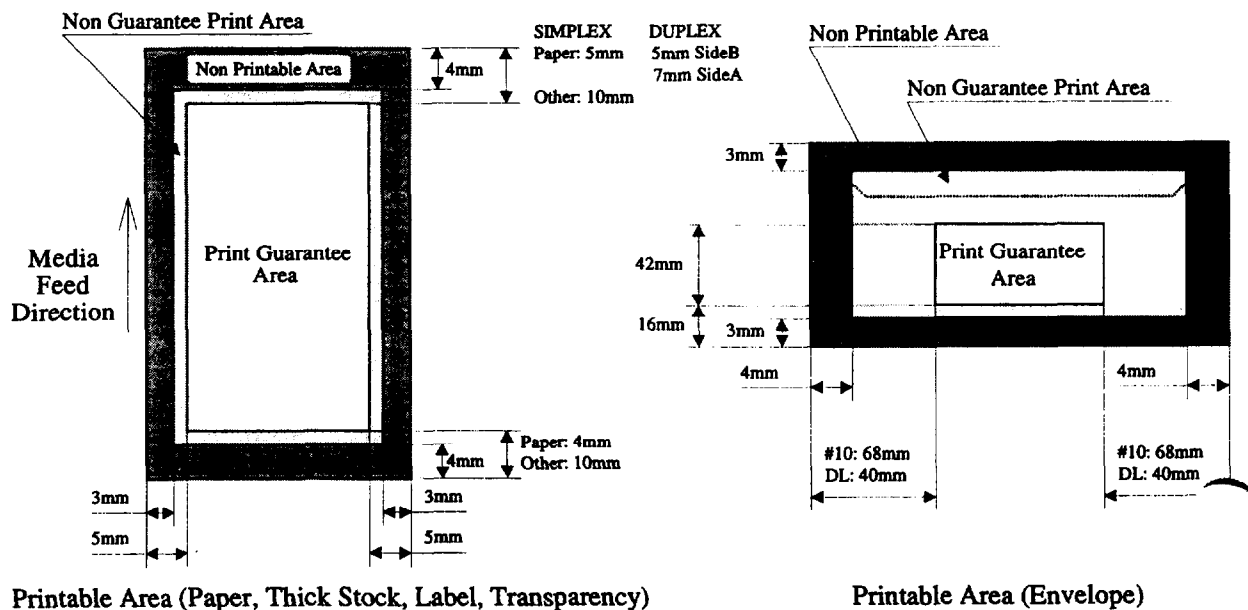 Non Guarantee Print Area
Non Printable Area
4mm
SIMPLEX DUPLEX
Paper: 5mm 5mm SideB
7mm SideA
Other: 10mm
Media
Feed
Direction
Print Guarantee
Area
4mm
Paper: 4mm
Other: 10mm
3mm
3mm
5mm
5mm
Printable Area (Paper, Thick Stock, Label, Transparency)
Non Printable Area
Non Guarantee Print Area
3mm
42mm
Print Guarantee
Area
16mm
3mm
4mm
4mm
#10: 68mm
DL: 40mm
#10: 68mm
DL: 40mm
Printable Area (Envelope)